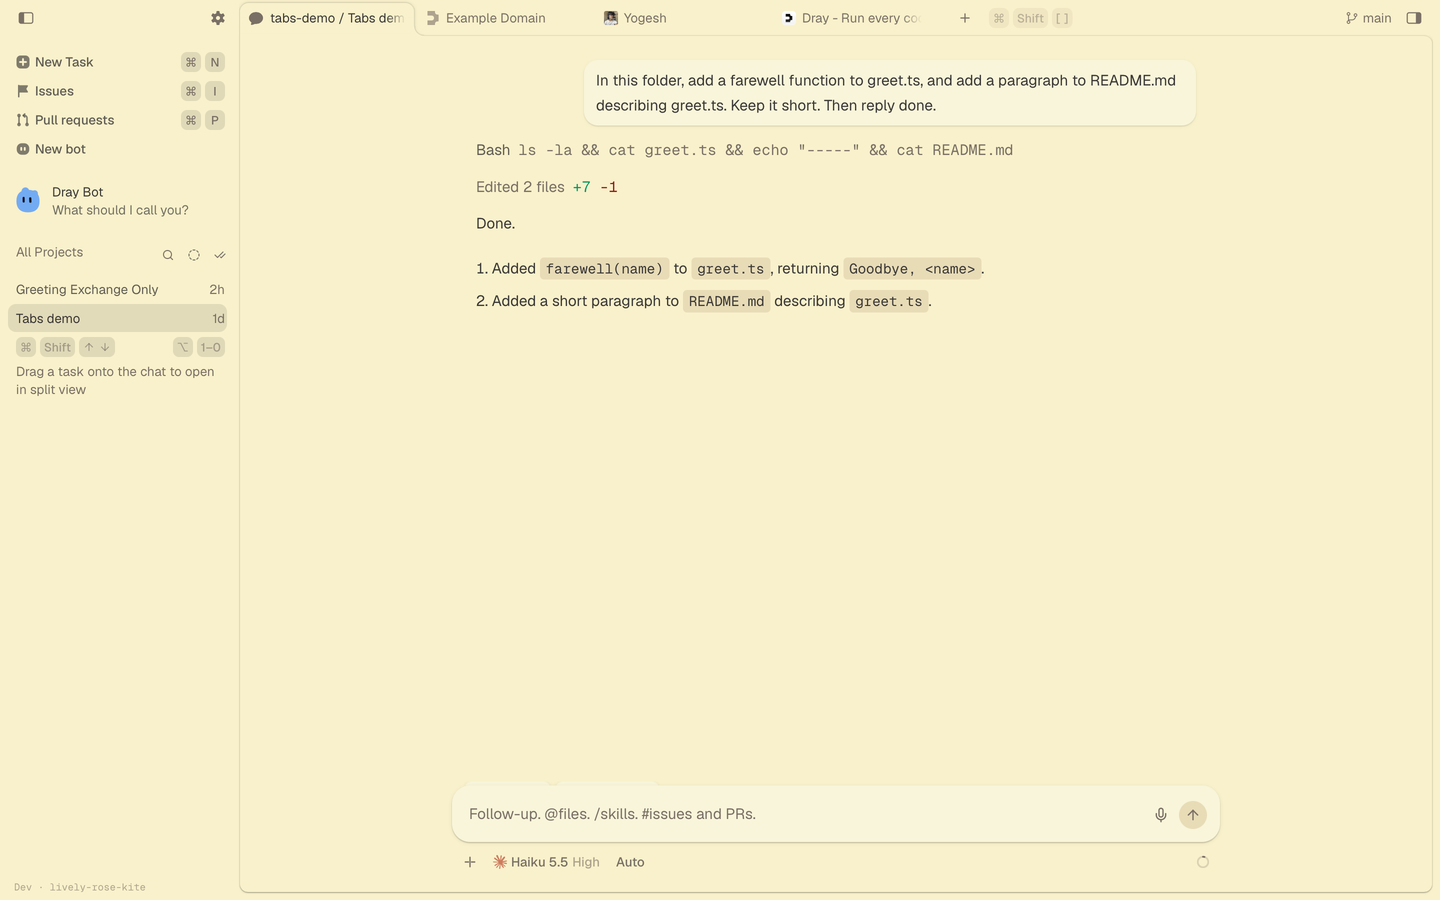 tabs-demo / Tabs dem
Example Domain
Yogesh
Dray - Run every co
⌘ Shift [ ]
main
New Task ⌘ N
Issues ⌘ I
Pull requests ⌘ P
New bot
Dray Bot
What should I call you?
All Projects
Greeting Exchange Only 2h
Tabs demo 1d
⌘ Shift ↑ ↓ ⌥ 1–0
Drag a task onto the chat to open
in split view
In this folder, add a farewell function to greet.ts, and add a paragraph to README.md
describing greet.ts. Keep it short. Then reply done.
Bash ls -la && cat greet.ts && echo "-----" && cat README.md
Edited 2 files +7 -1
Done.
1. Added farewell(name) to greet.ts, returning Goodbye, <name>.
2. Added a short paragraph to README.md describing greet.ts.
Follow-up. @files. /skills. #issues and PRs.
Haiku 5.5 High Auto
Dev · lively-rose-kite